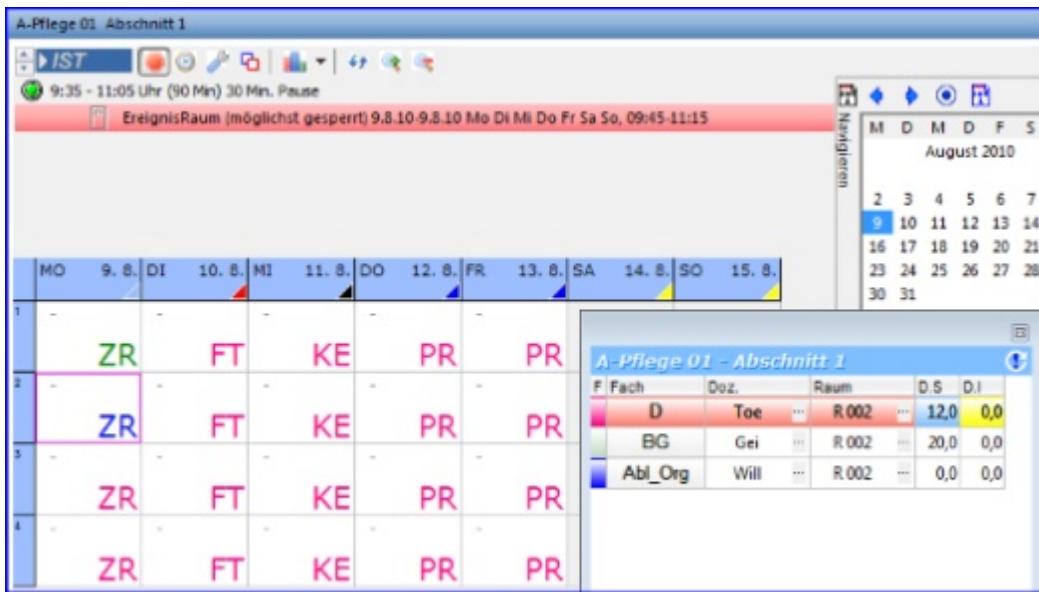 A-Pflege 01 Abschnitt 1
IST
9:35 - 11:05 Uhr (90 Min) 30 Min. Pause
EreignisRaum (möglichst gesperrt) 9.8.10-9.8.10 Mo Di Mi Do Fr Sa So, 09:45-11:15
Navigieren
M D M D F S
August 2010
2 3 4 5 6 7
9 10 11 12 13 14
16 17 18 19 20 21
23 24 25 26 27 28
30 31
MO 9. 8. DI 10. 8. MI 11. 8. DO 12. 8. FR 13. 8. SA 14. 8. SO 15. 8.
1 - - - - -
ZR FT KE PR PR
2 - - - - -
ZR FT KE PR PR
3 - - - - -
ZR FT KE PR PR
4 - - - - -
ZR FT KE PR PR
A-Pflege 01 - Abschnitt 1
F Fach Doz. Raum D.S D.I
D Toe ... R 002 ... 12,0 0,0
BG Gei ... R 002 ... 20,0 0,0
Abl_Org Will ... R 002 ... 0,0 0,0